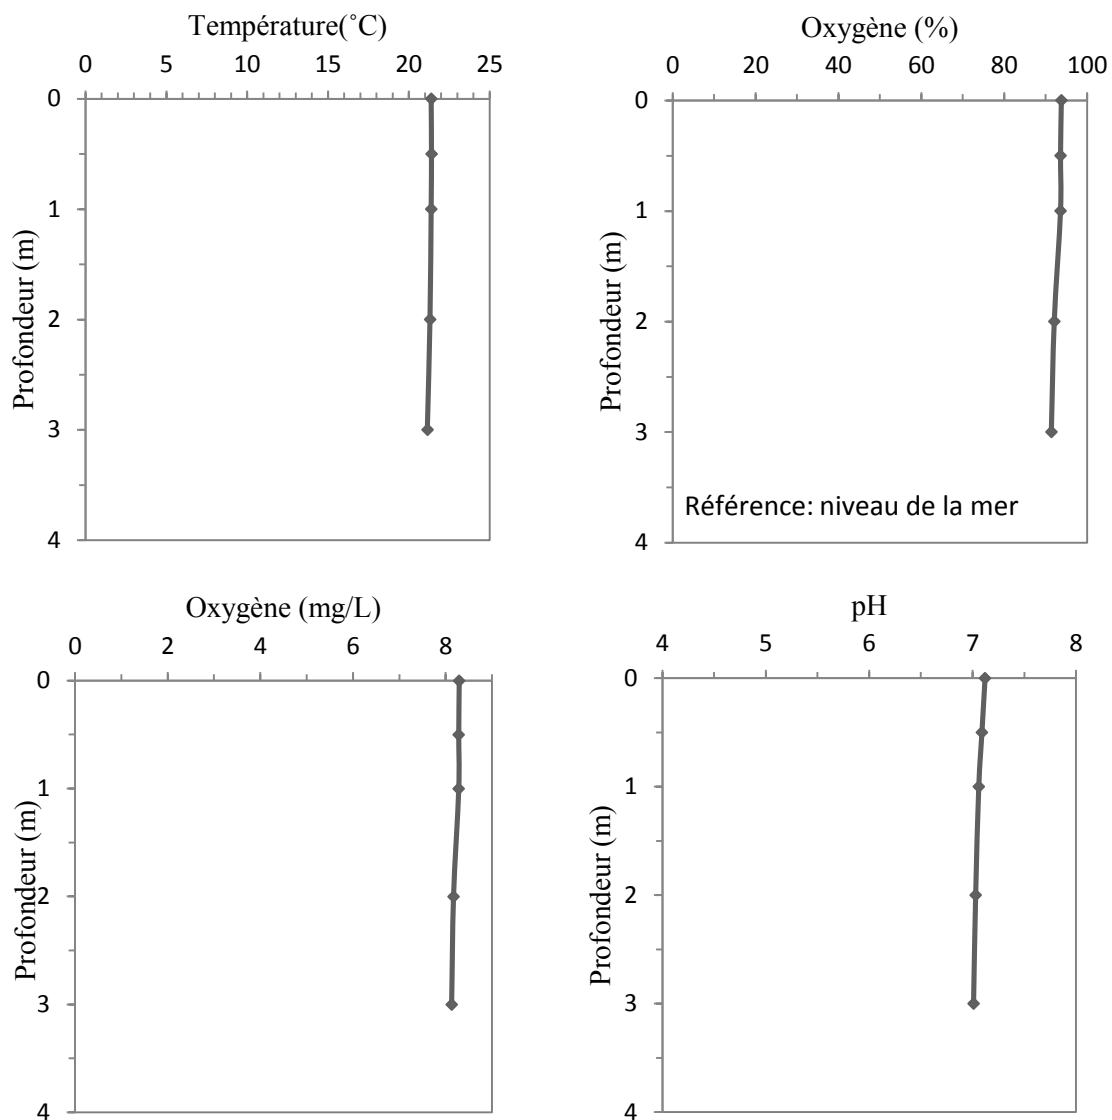 Température(˚C)
0 5 10 15 20 25
0
1
2
3
4
Profondeur (m)
Oxygène (%)
0 20 40 60 80 100
0
1
2
3
4
Profondeur (m)
Référence: niveau de la mer
Oxygène (mg/L)
0 2 4 6 8
0
1
2
3
4
Profondeur (m)
pH
4 5 6 7 8
0
1
2
3
4
Profondeur (m)